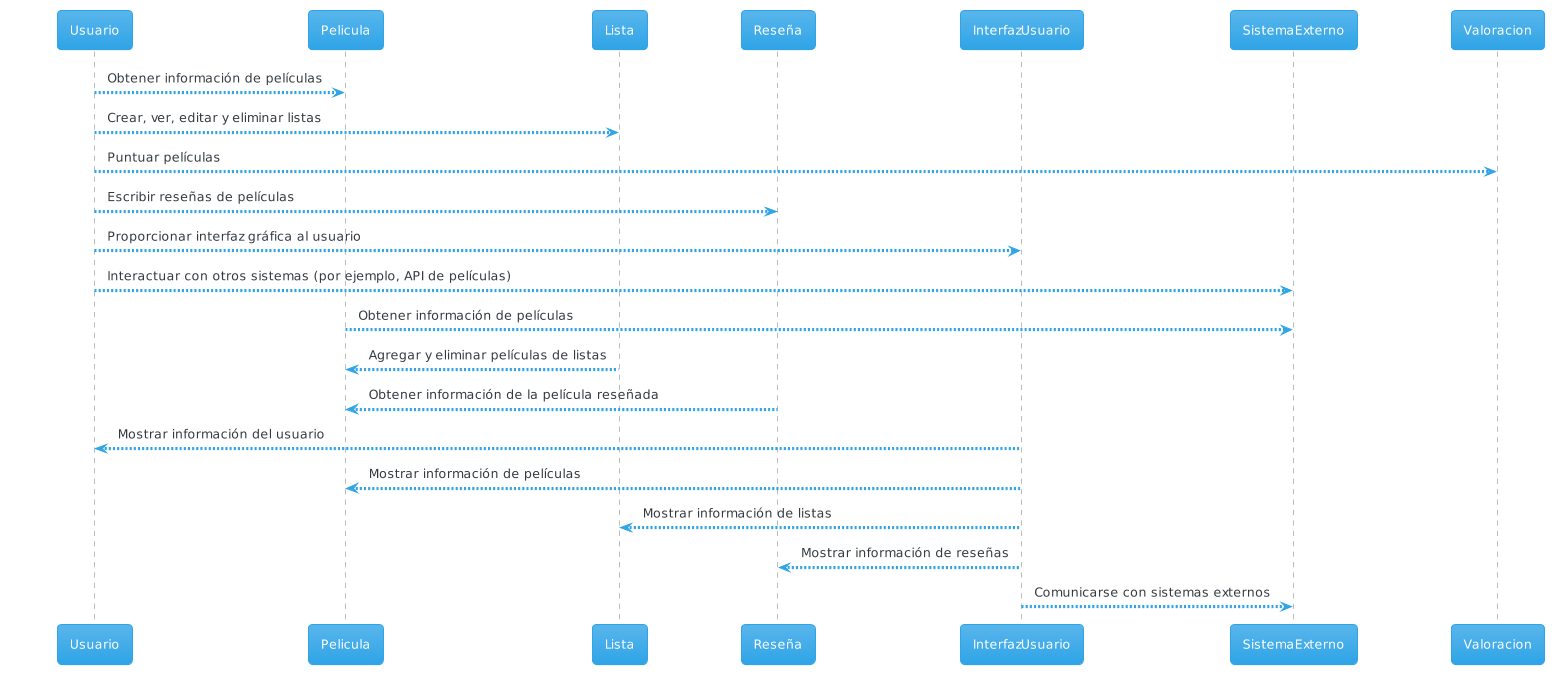 Usuario
Pelicula
Lista
Reseña
InterfazUsuario
SistemaExterno
Valoracion
Obtener información de películas
Crear, ver, editar y eliminar listas
Puntuar películas
Escribir reseñas de películas
Proporcionar interfaz gráfica al usuario
Interactuar con otros sistemas (por ejemplo, API de películas)
Obtener información de películas
Agregar y eliminar películas de listas
Obtener información de la película reseñada
Mostrar información del usuario
Mostrar información de películas
Mostrar información de listas
Mostrar información de reseñas
Comunicarse con sistemas externos
Usuario
Pelicula
Lista
Reseña
InterfazUsuario
SistemaExterno
Valoracion